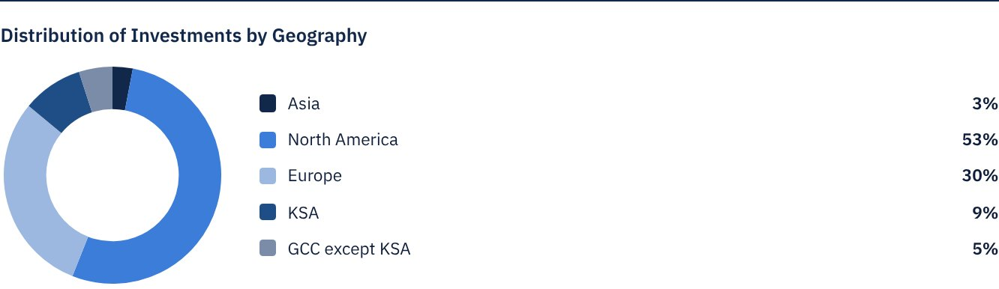 Distribution of Investments by Geography
Asia 3%
North America 53%
Europe 30%
KSA 9%
GCC except KSA 5%